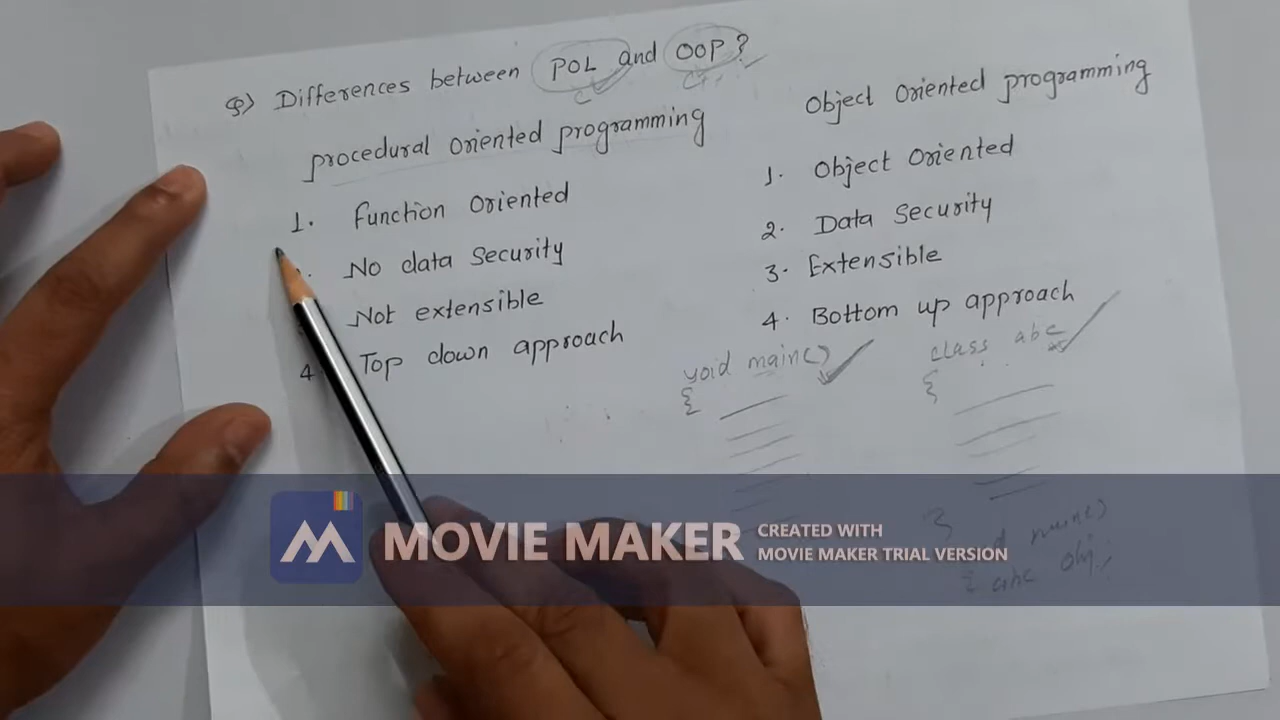 Q) Differences between POL and OOP?
procedural oriented programming
1. Function Oriented
No data Security
Not extensible
4 Top down approach
Object Oriented programming
1. Object Oriented
2. Data Security
3. Extensible
4. Bottom up approach
void main()
{
class abc
{
}
main()
{ abc obj;
MOVIE MAKER
CREATED WITH
MOVIE MAKER TRIAL VERSION